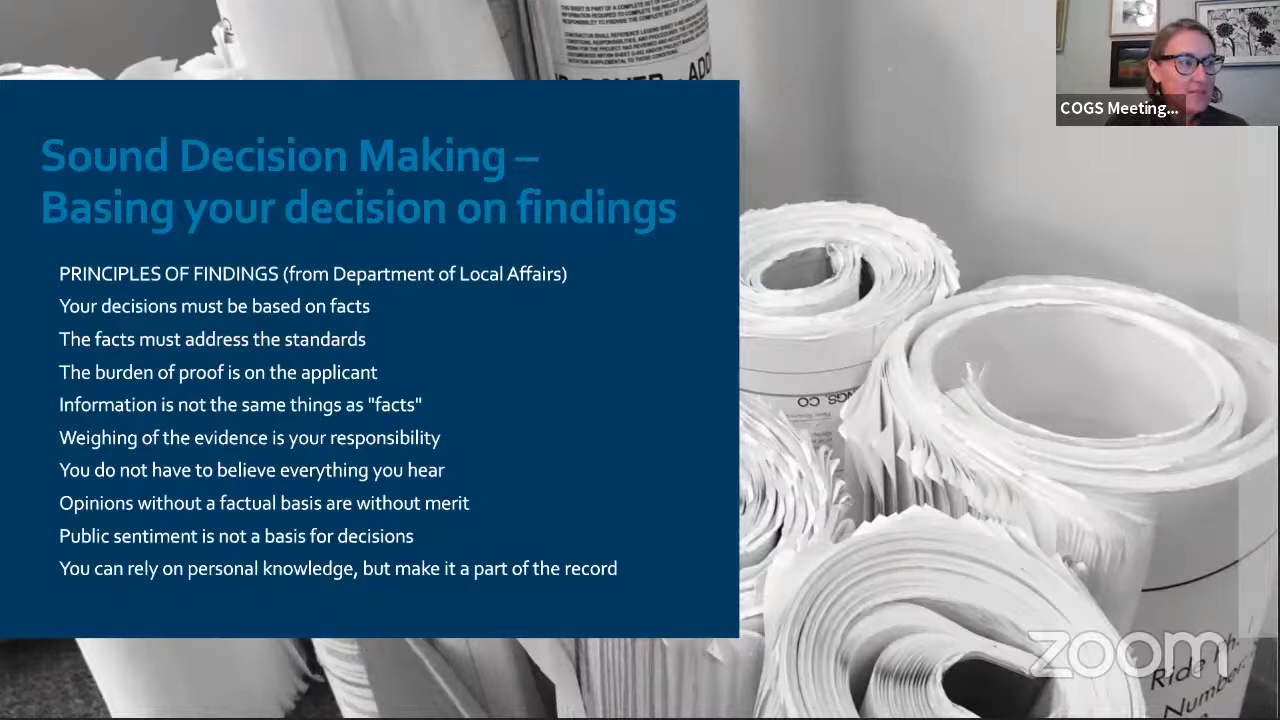 COGS Meeting...
Sound Decision Making –
Basing your decision on findings
PRINCIPLES OF FINDINGS (from Department of Local Affairs)
Your decisions must be based on facts
The facts must address the standards
The burden of proof is on the applicant
Information is not the same things as "facts"
Weighing of the evidence is your responsibility
You do not have to believe everything you hear
Opinions without a factual basis are without merit
Public sentiment is not a basis for decisions
You can rely on personal knowledge, but make it a part of the record
zoom
Ride
Number